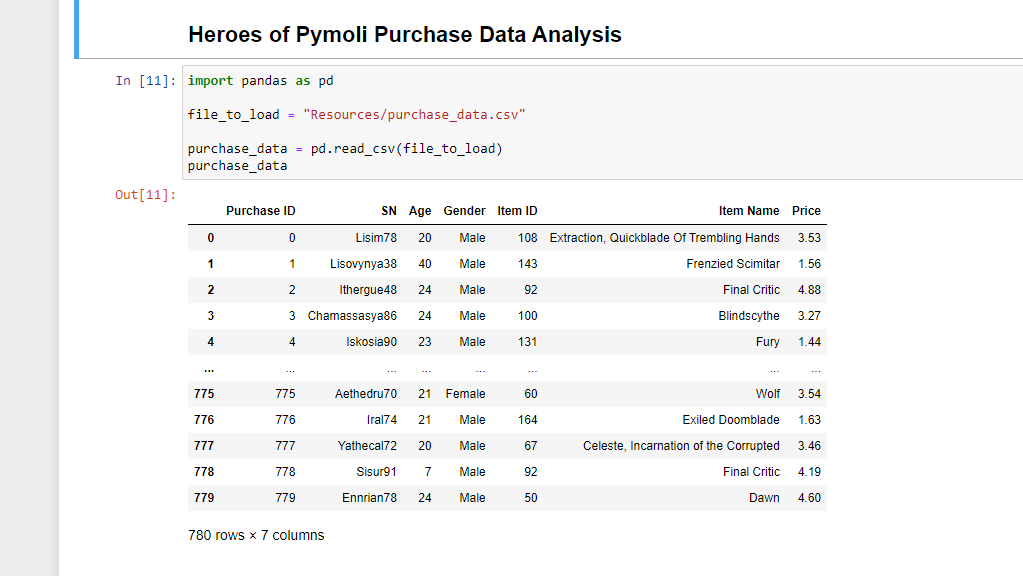 Heroes of Pymoli Purchase Data Analysis
In [11]: import pandas as pd
file_to_load = "Resources/purchase_data.csv"
purchase_data = pd.read_csv(file_to_load)
purchase_data
Out[11]:
Purchase ID SN Age Gender Item ID Item Name Price
0 0 Lisim78 20 Male 108 Extraction, Quickblade Of Trembling Hands 3.53
1 1 Lisovynya38 40 Male 143 Frenzied Scimitar 1.56
2 2 Ithergue48 24 Male 92 Final Critic 4.88
3 3 Chamassasya86 24 Male 100 Blindscythe 3.27
4 4 Iskosia90 23 Male 131 Fury 1.44
... ... ... ... ... ... ... ...
775 775 Aethedru70 21 Female 60 Wolf 3.54
776 776 Iral74 21 Male 164 Exiled Doomblade 1.63
777 777 Yathecal72 20 Male 67 Celeste, Incarnation of the Corrupted 3.46
778 778 Sisur91 7 Male 92 Final Critic 4.19
779 779 Ennrian78 24 Male 50 Dawn 4.60
780 rows × 7 columns